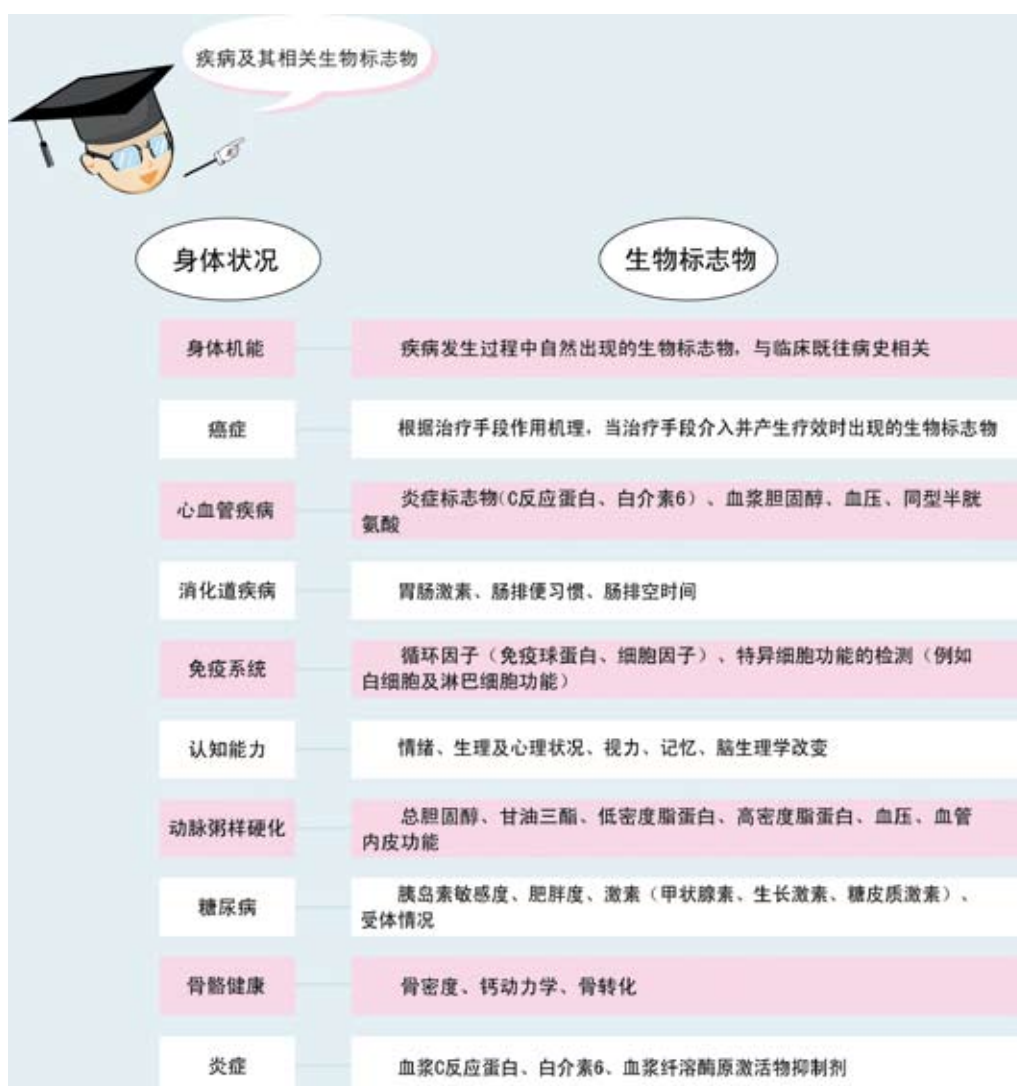 疾病及其相关生物标志物
身体状况
生物标志物
身体机能
疾病发生过程中自然出现的生物标志物，与临床既往病史相关
癌症
根据治疗手段作用机理，当治疗手段介入并产生疗效时出现的生物标志物
心血管疾病
炎症标志物(C反应蛋白、白介素6)、血浆胆固醇、血压、同型半胱
氨酸
消化道疾病
胃肠激素、肠排便习惯、肠排空时间
免疫系统
循环因子（免疫球蛋白、细胞因子）、特异细胞功能的检测（例如
白细胞及淋巴细胞功能）
认知能力
情绪、生理及心理状况、视力、记忆、脑生理学改变
动脉粥样硬化
总胆固醇、甘油三酯、低密度脂蛋白、高密度脂蛋白、血压、血管
内皮功能
糖尿病
胰岛素敏感度、肥胖度、激素（甲状腺素、生长激素、糖皮质激素）、
受体情况
骨骼健康
骨密度、钙动力学、骨转化
炎症
血浆C反应蛋白、白介素6、血浆纤溶酶原激活物抑制剂